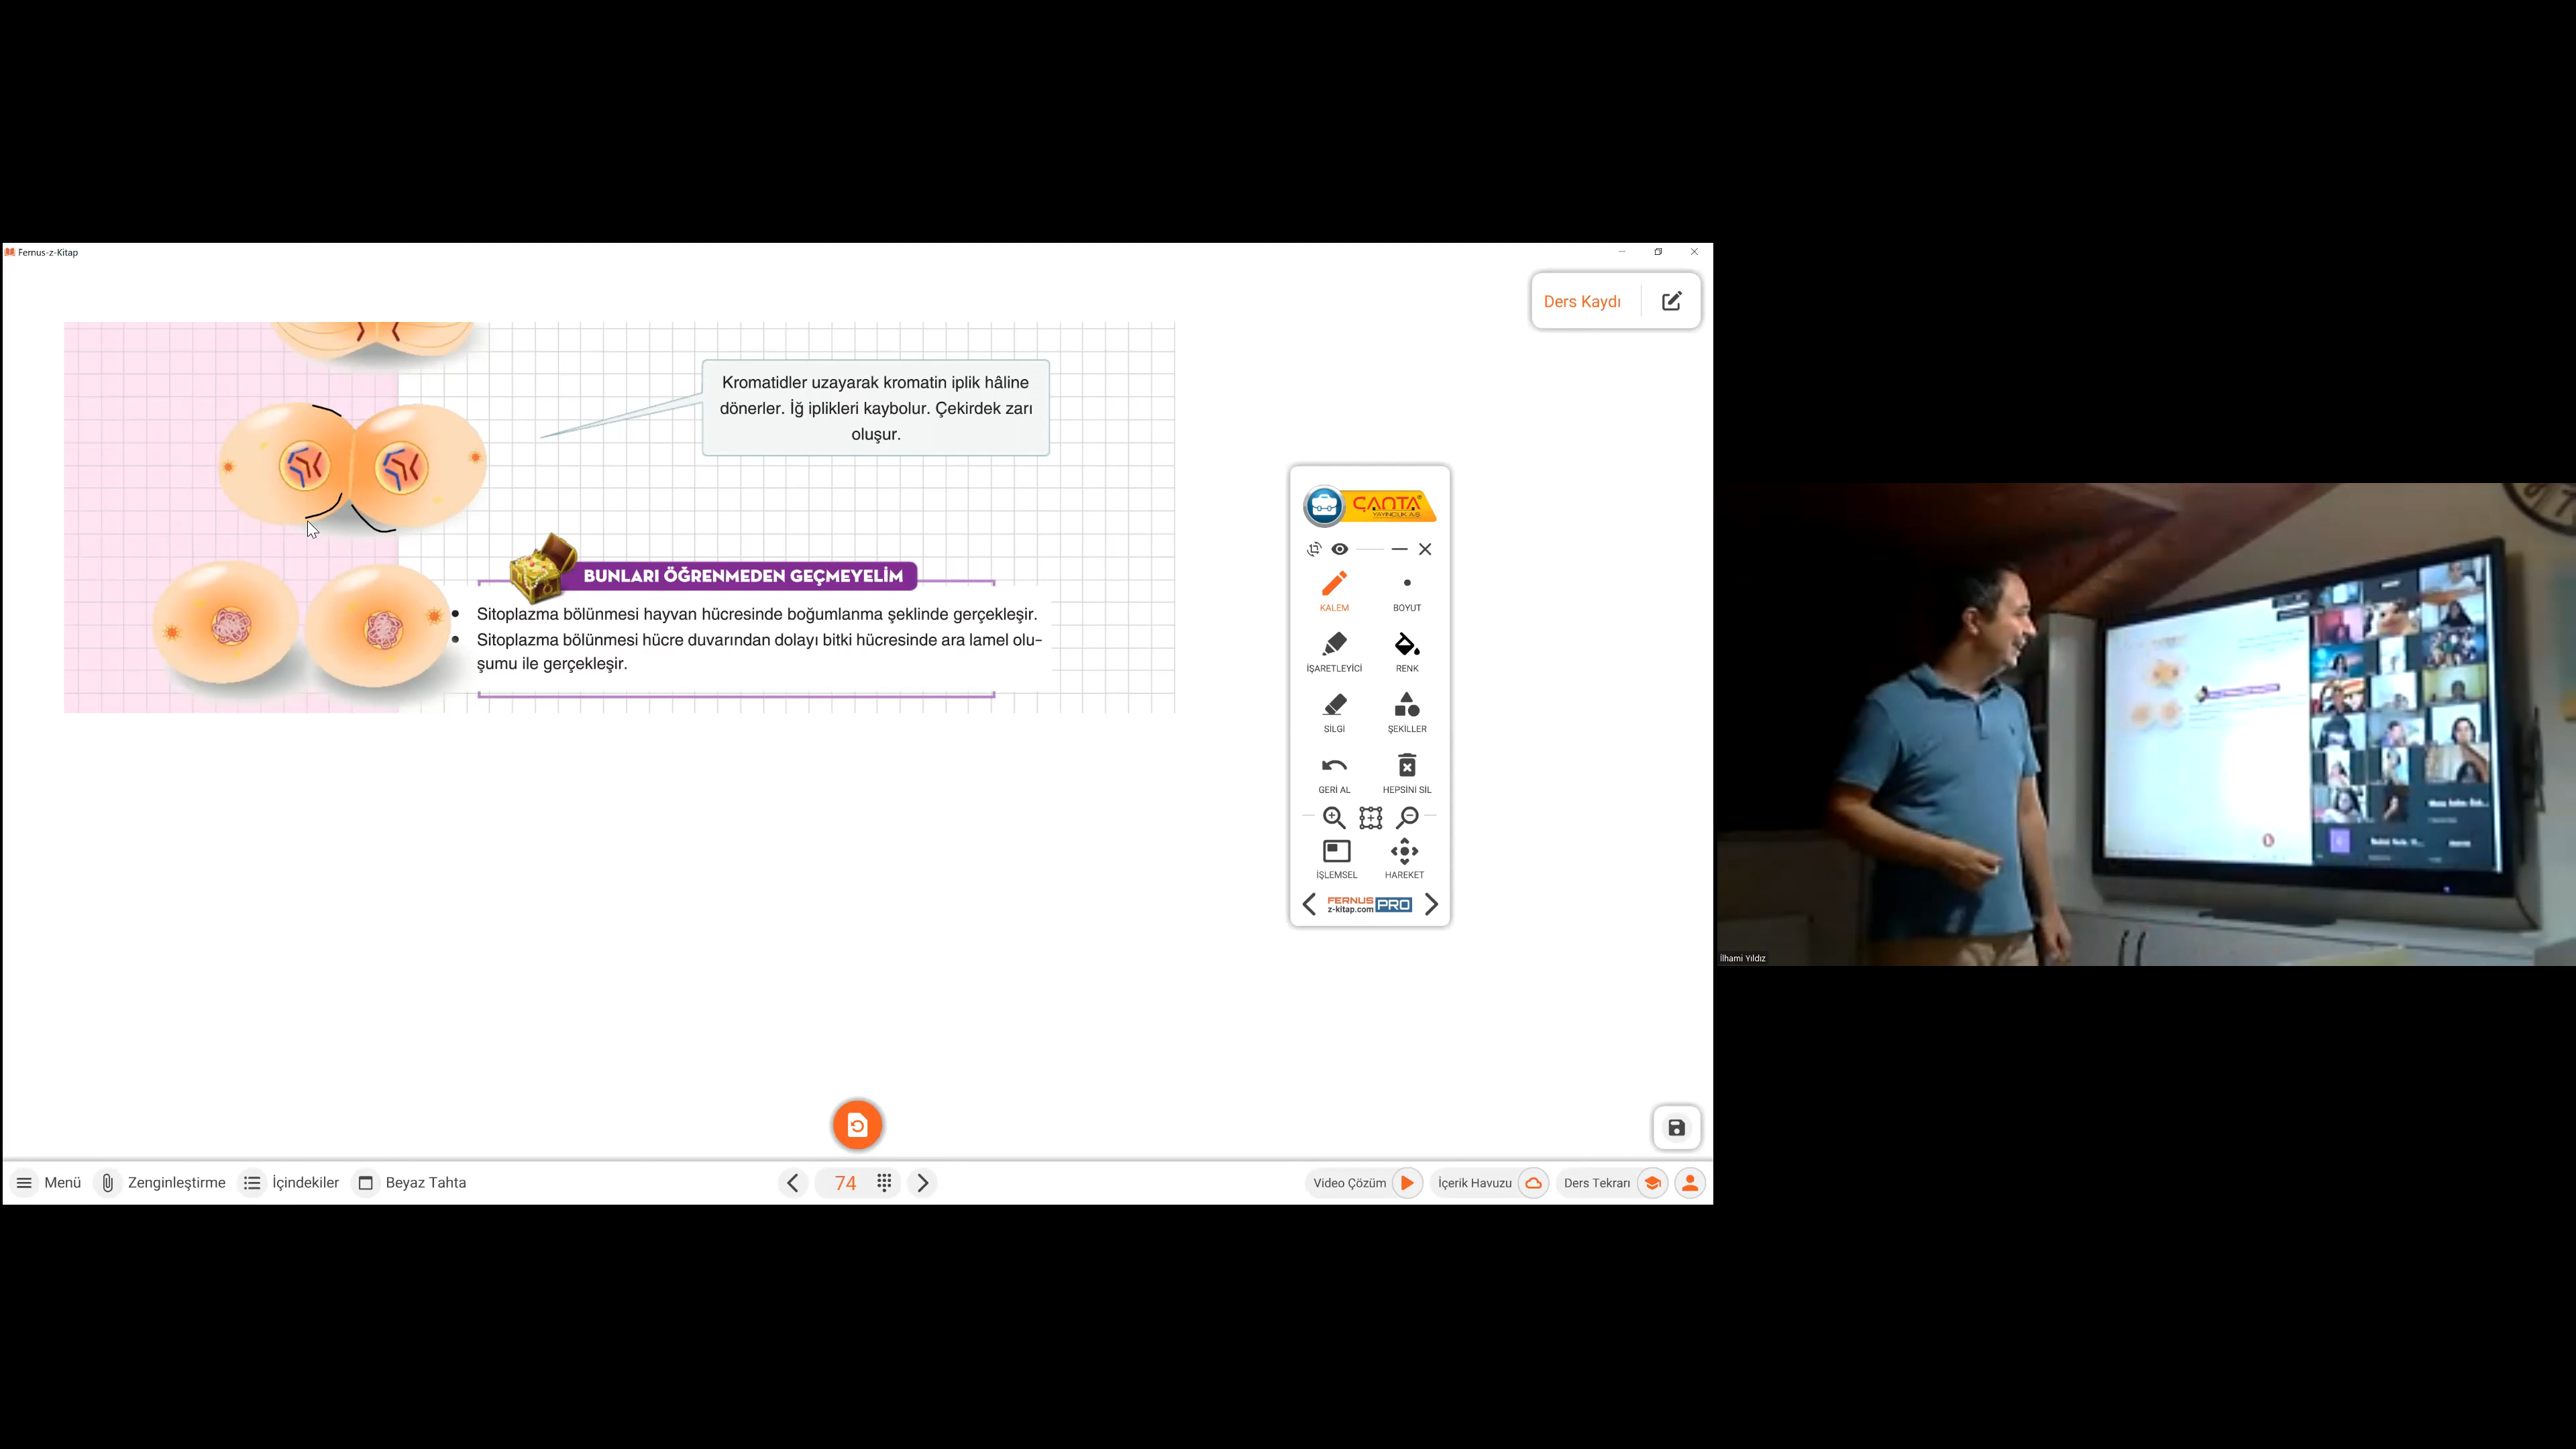 Fernus-z-Kitap
Ders Kaydı
Kromatidler uzayarak kromatin iplik hâline
dönerler. İğ iplikleri kaybolur. Çekirdek zarı
oluşur.
BUNLARI ÖĞRENMEDEN GEÇMEYELİM
• Sitoplazma bölünmesi hayvan hücresinde boğumlanma şeklinde gerçekleşir.
• Sitoplazma bölünmesi hücre duvarından dolayı bitki hücresinde ara lamel olu-
şumu ile gerçekleşir.
ÇANTA
YAYINCILIK A.Ş.
KALEM BOYUT
İŞARETLEYİCİ RENK
SİLGİ ŞEKİLLER
GERİ AL HEPSİNİ SİL
İŞLEMSEL HAREKET
FERNUS
z-kitap.com PRO
İlhami Yıldız
Menü Zenginleştirme İçindekiler Beyaz Tahta 74 Video Çözüm İçerik Havuzu Ders Tekrarı